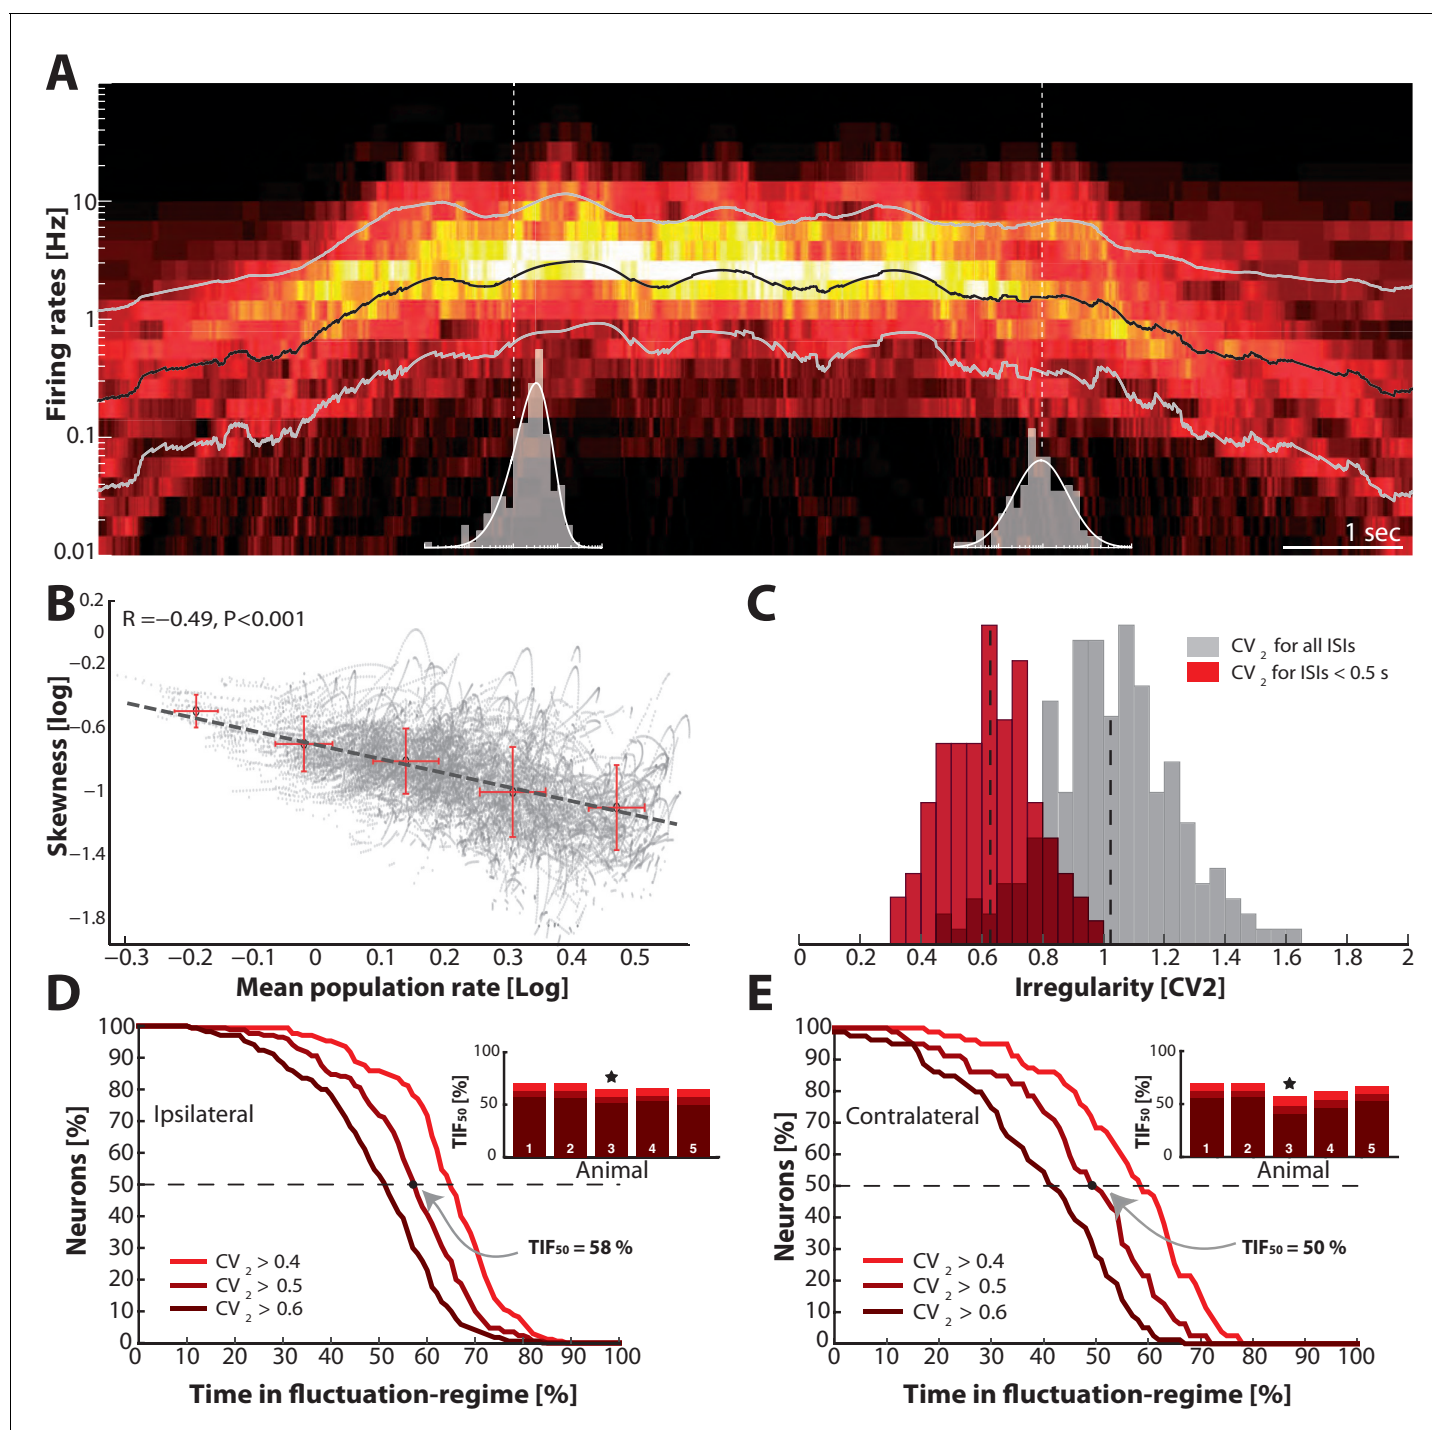 A
Firing rates [Hz]
10
1
0.1
0.01
1 sec
B
R =−0.49, P<0.001
Skewness [log]
0.2
0
−0.2
−0.6
−1
−1.4
−1.8
−0.3 −0.2 −0.1 0 0.1 0.2 0.3 0.4 0.5
Mean population rate [Log]
C
CV 2 for all ISIs
CV 2 for ISIs < 0.5 s
0 0.2 0.4 0.6 0.8 1 1.2 1.4 1.6 1.8 2
Irregularity [CV2]
D
Neurons [%]
100
90
80
70
60
50
40
30
20
10
0
Ipsilateral
TIF50 [%]
100
50
0
★
1 2 3 4 5
Animal
TIF50 = 58 %
CV 2 > 0.4
CV 2 > 0.5
CV 2 > 0.6
0 10 20 30 40 50 60 70 80 90 100
Time in fluctuation-regime [%]
E
Neurons [%]
100
90
80
70
60
50
40
30
20
10
0
Contralateral
TIF50 [%]
100
50
0
★
1 2 3 4 5
Animal
TIF50 = 50 %
CV 2 > 0.4
CV 2 > 0.5
CV 2 > 0.6
0 10 20 30 40 50 60 70 80 90 100
Time in fluctuation-regime [%]